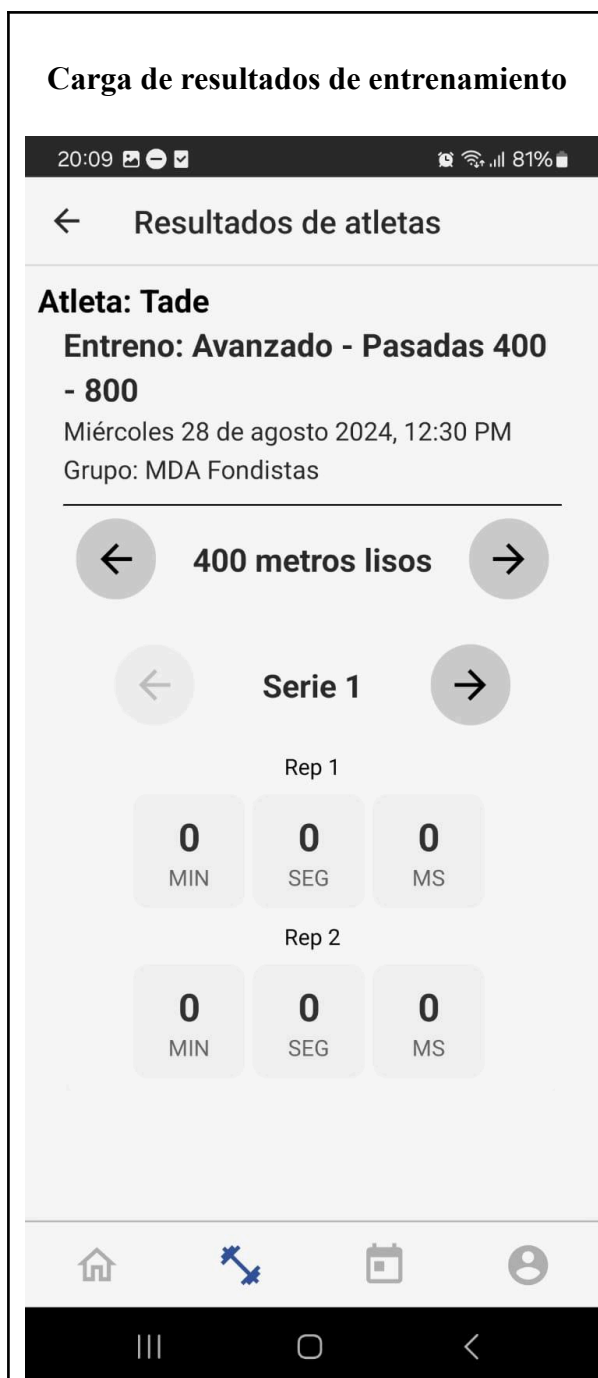 Carga de resultados de entrenamiento
20:09 81%
Resultados de atletas
Atleta: Tade
Entreno: Avanzado - Pasadas 400
- 800
Miércoles 28 de agosto 2024, 12:30 PM
Grupo: MDA Fondistas
400 metros lisos
Serie 1
Rep 1
0 0 0
MIN SEG MS
Rep 2
0 0 0
MIN SEG MS